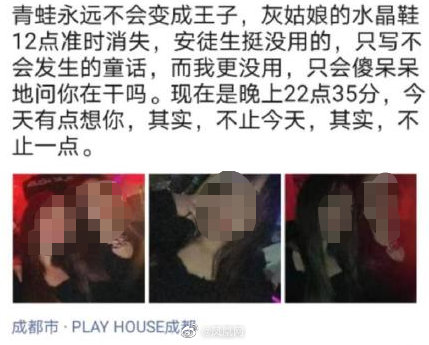 青蛙永远不会变成王子，灰姑娘的水晶鞋
12点准时消失，安徒生挺没用的，只写不
会发生的童话，而我更没用，只会傻呆呆
地问你在干吗。现在是晚上22点35分，今
天有点想你，其实，不止今天，其实，不
止一点。
成都市 · PLAY HOUSE成都
@凤凰网